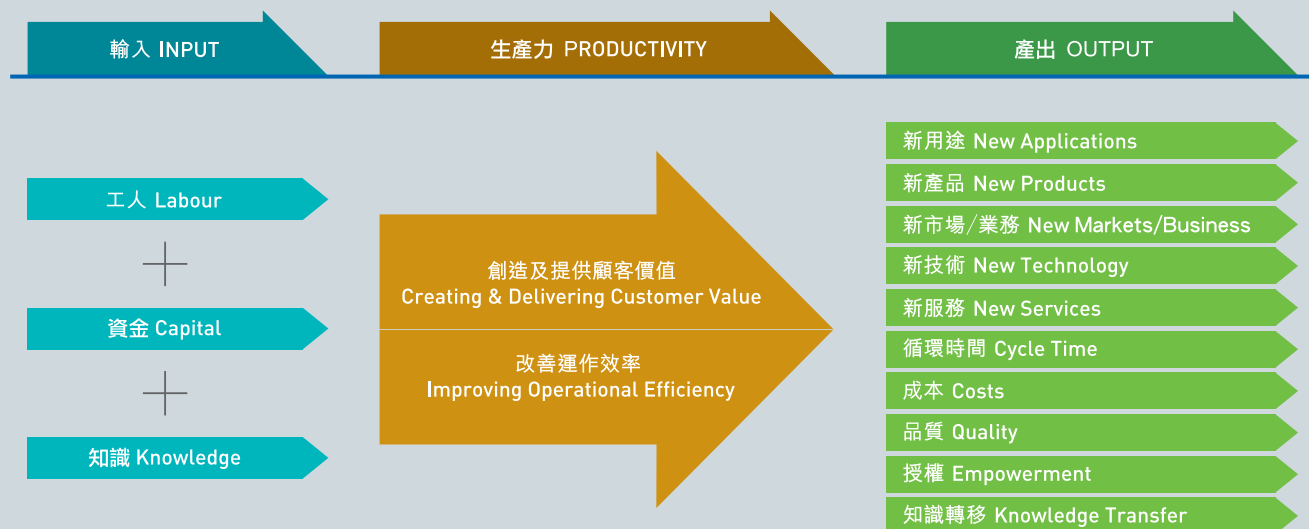 輸入 INPUT
生產力 PRODUCTIVITY
產出 OUTPUT
工人 Labour
資金 Capital
知識 Knowledge
創造及提供顧客價值
Creating & Delivering Customer Value
改善運作效率
Improving Operational Efficiency
新用途 New Applications
新產品 New Products
新市場/業務 New Markets/Business
新技術 New Technology
新服務 New Services
循環時間 Cycle Time
成本 Costs
品質 Quality
授權 Empowerment
知識轉移 Knowledge Transfer